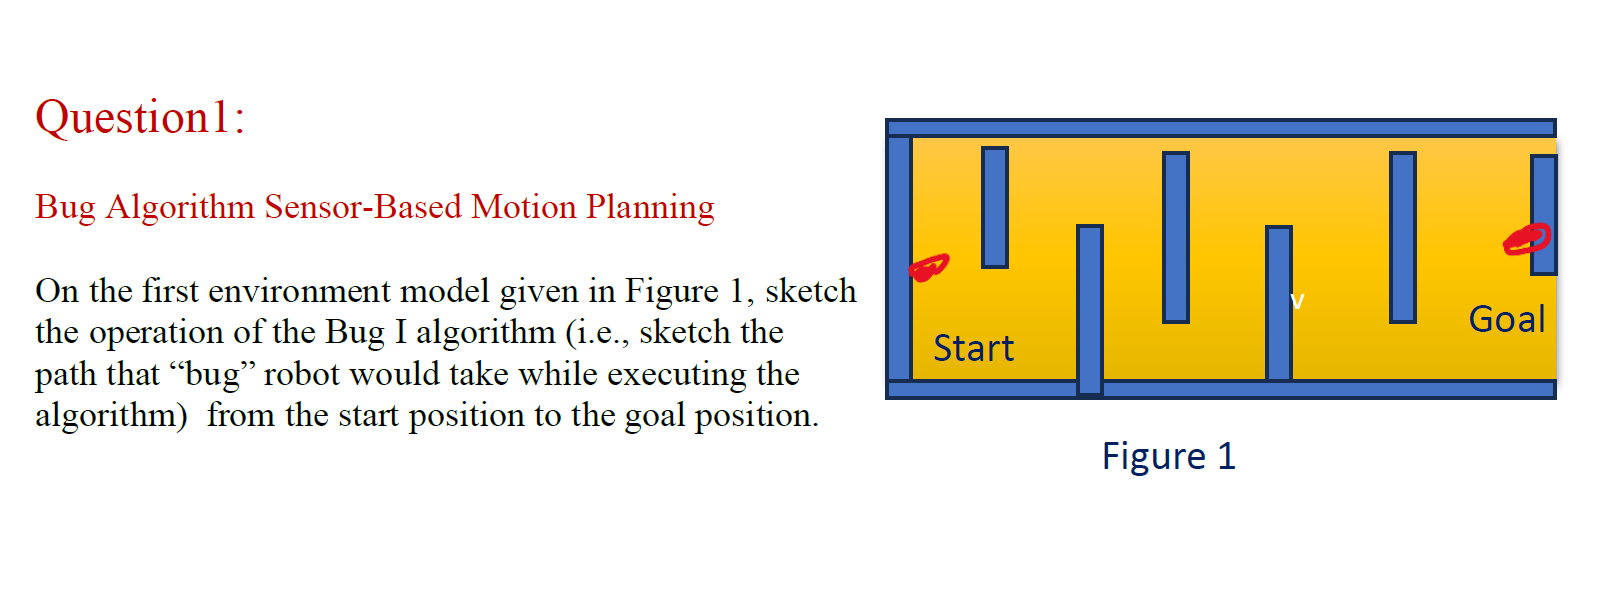 Question1:
Bug Algorithm Sensor-Based Motion Planning
On the first environment model given in Figure 1, sketch
the operation of the Bug I algorithm (i.e., sketch the
path that “bug” robot would take while executing the
algorithm)  from the start position to the goal position.
v
Goal
Start
Figure 1